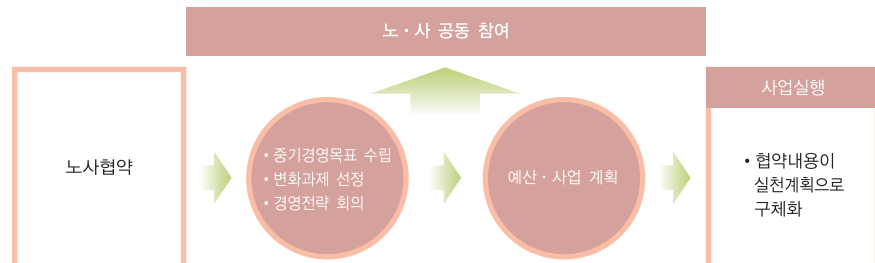 노·사 공동 참여
노사협약
• 중기경영목표 수립
• 변화과제 선정
• 경영전략 회의
예산·사업 계획
사업실행
• 협약내용이
실천계획으로
구체화